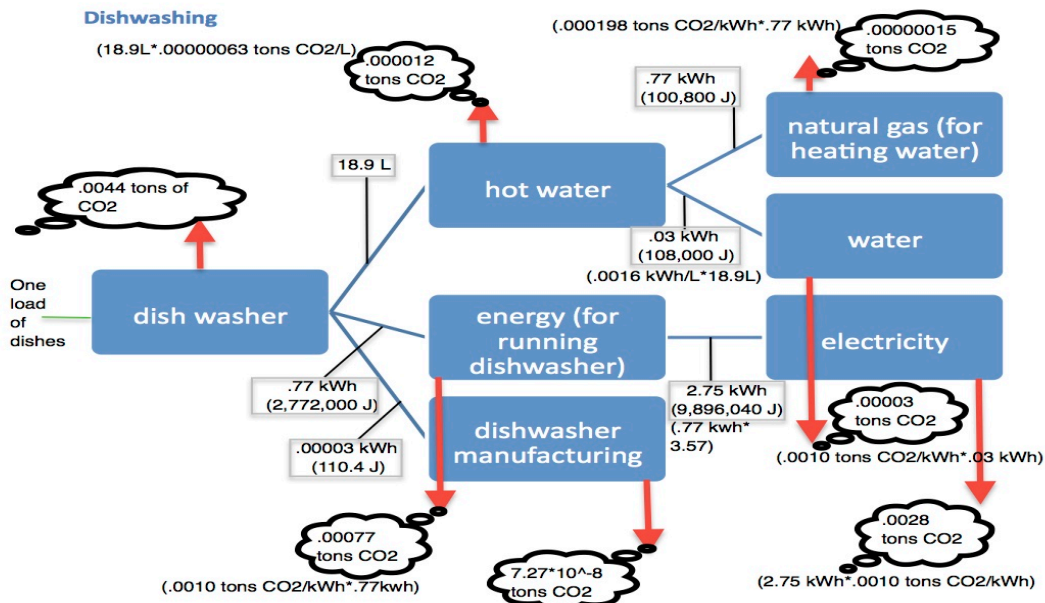 Dishwashing
(18.9L*.00000063 tons CO2/L)
.000012
tons CO2
(.000198 tons CO2/kWh*.77 kWh)
.00000015
tons CO2
.77 kWh
(100,800 J)
natural gas (for
heating water)
18.9 L
hot water
.0044 tons of
CO2
.03 kWh
(108,000 J)
(.0016 kWh/L*18.9L)
water
One
load
of
dishes
dish washer
energy (for
running
dishwasher)
electricity
.77 kWh
(2,772,000 J)
2.75 kWh
(9,896,040 J)
(.77 kwh*
3.57)
.00003 kWh
(110.4 J)
dishwasher
manufacturing
.00003
tons CO2
(.0010 tons CO2/kWh*.03 kWh)
.00077
tons CO2
(.0010 tons CO2/kWh*.77kwh)
7.27*10^-8
tons CO2
.0028
tons CO2
(2.75 kWh*.0010 tons CO2/kWh)